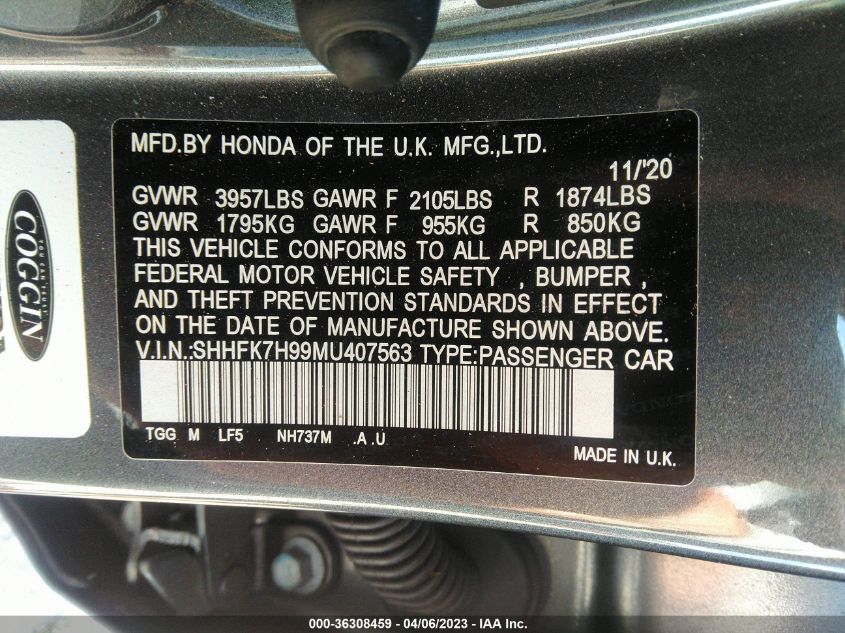 MFD.BY HONDA OF THE U.K. MFG.,LTD.
11/'20
GVWR 3957LBS GAWR F 2105LBS R 1874LBS
GVWR 1795KG GAWR F 955KG R 850KG
THIS VEHICLE CONFORMS TO ALL APPLICABLE
FEDERAL MOTOR VEHICLE SAFETY , BUMPER ,
AND THEFT PREVENTION STANDARDS IN EFFECT
ON THE DATE OF MANUFACTURE SHOWN ABOVE.
V.I.N.:SHHFK7H99MU407563 TYPE:PASSENGER CAR
TGG M LF5 NH737M .A .U
MADE IN U.K.
COGGIN
YOU CAN TRUST
000-36308459 - 04/06/2023 - IAA Inc.